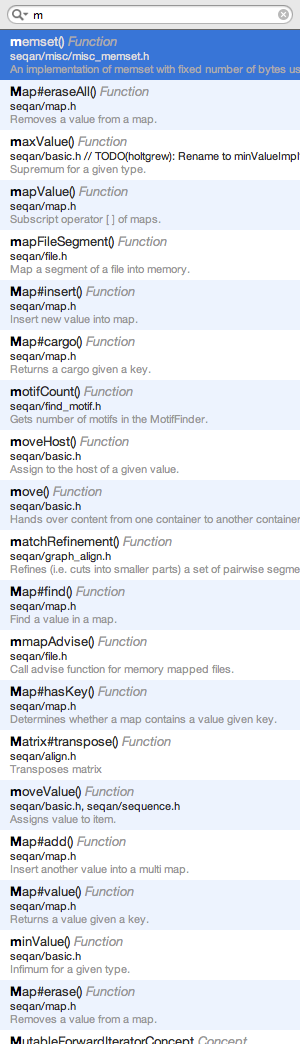 m
memset() Function
seqan/misc/misc_memset.h
An implementation of memset with fixed number of bytes us
Map#eraseAll() Function
seqan/map.h
Removes a value from a map.
maxValue() Function
seqan/basic.h // TODO(holtgrew): Rename to minValueImpl
Supremum for a given type.
mapValue() Function
seqan/map.h
Subscript operator [ ] of maps.
mapFileSegment() Function
seqan/file.h
Map a segment of a file into memory.
Map#insert() Function
seqan/map.h
Insert new value into map.
Map#cargo() Function
seqan/map.h
Returns a cargo given a key.
motifCount() Function
seqan/find_motif.h
Gets number of motifs in the MotifFinder.
moveHost() Function
seqan/basic.h
Assign to the host of a given value.
move() Function
seqan/basic.h
Hands over content from one container to another container
matchRefinement() Function
seqan/graph_align.h
Refines (i.e. cuts into smaller parts) a set of pairwise segme
Map#find() Function
seqan/map.h
Find a value in a map.
mmapAdvise() Function
seqan/file.h
Call advise function for memory mapped files.
Map#hasKey() Function
seqan/map.h
Determines whether a map contains a value given key.
Matrix#transpose() Function
seqan/align.h
Transposes matrix
moveValue() Function
seqan/basic.h, seqan/sequence.h
Assigns value to item.
Map#add() Function
seqan/map.h
Insert another value into a multi map.
Map#value() Function
seqan/map.h
Returns a value given a key.
minValue() Function
seqan/basic.h
Infimum for a given type.
Map#erase() Function
seqan/map.h
Removes a value from a map.
MutableForwardIteratorConcept Concept